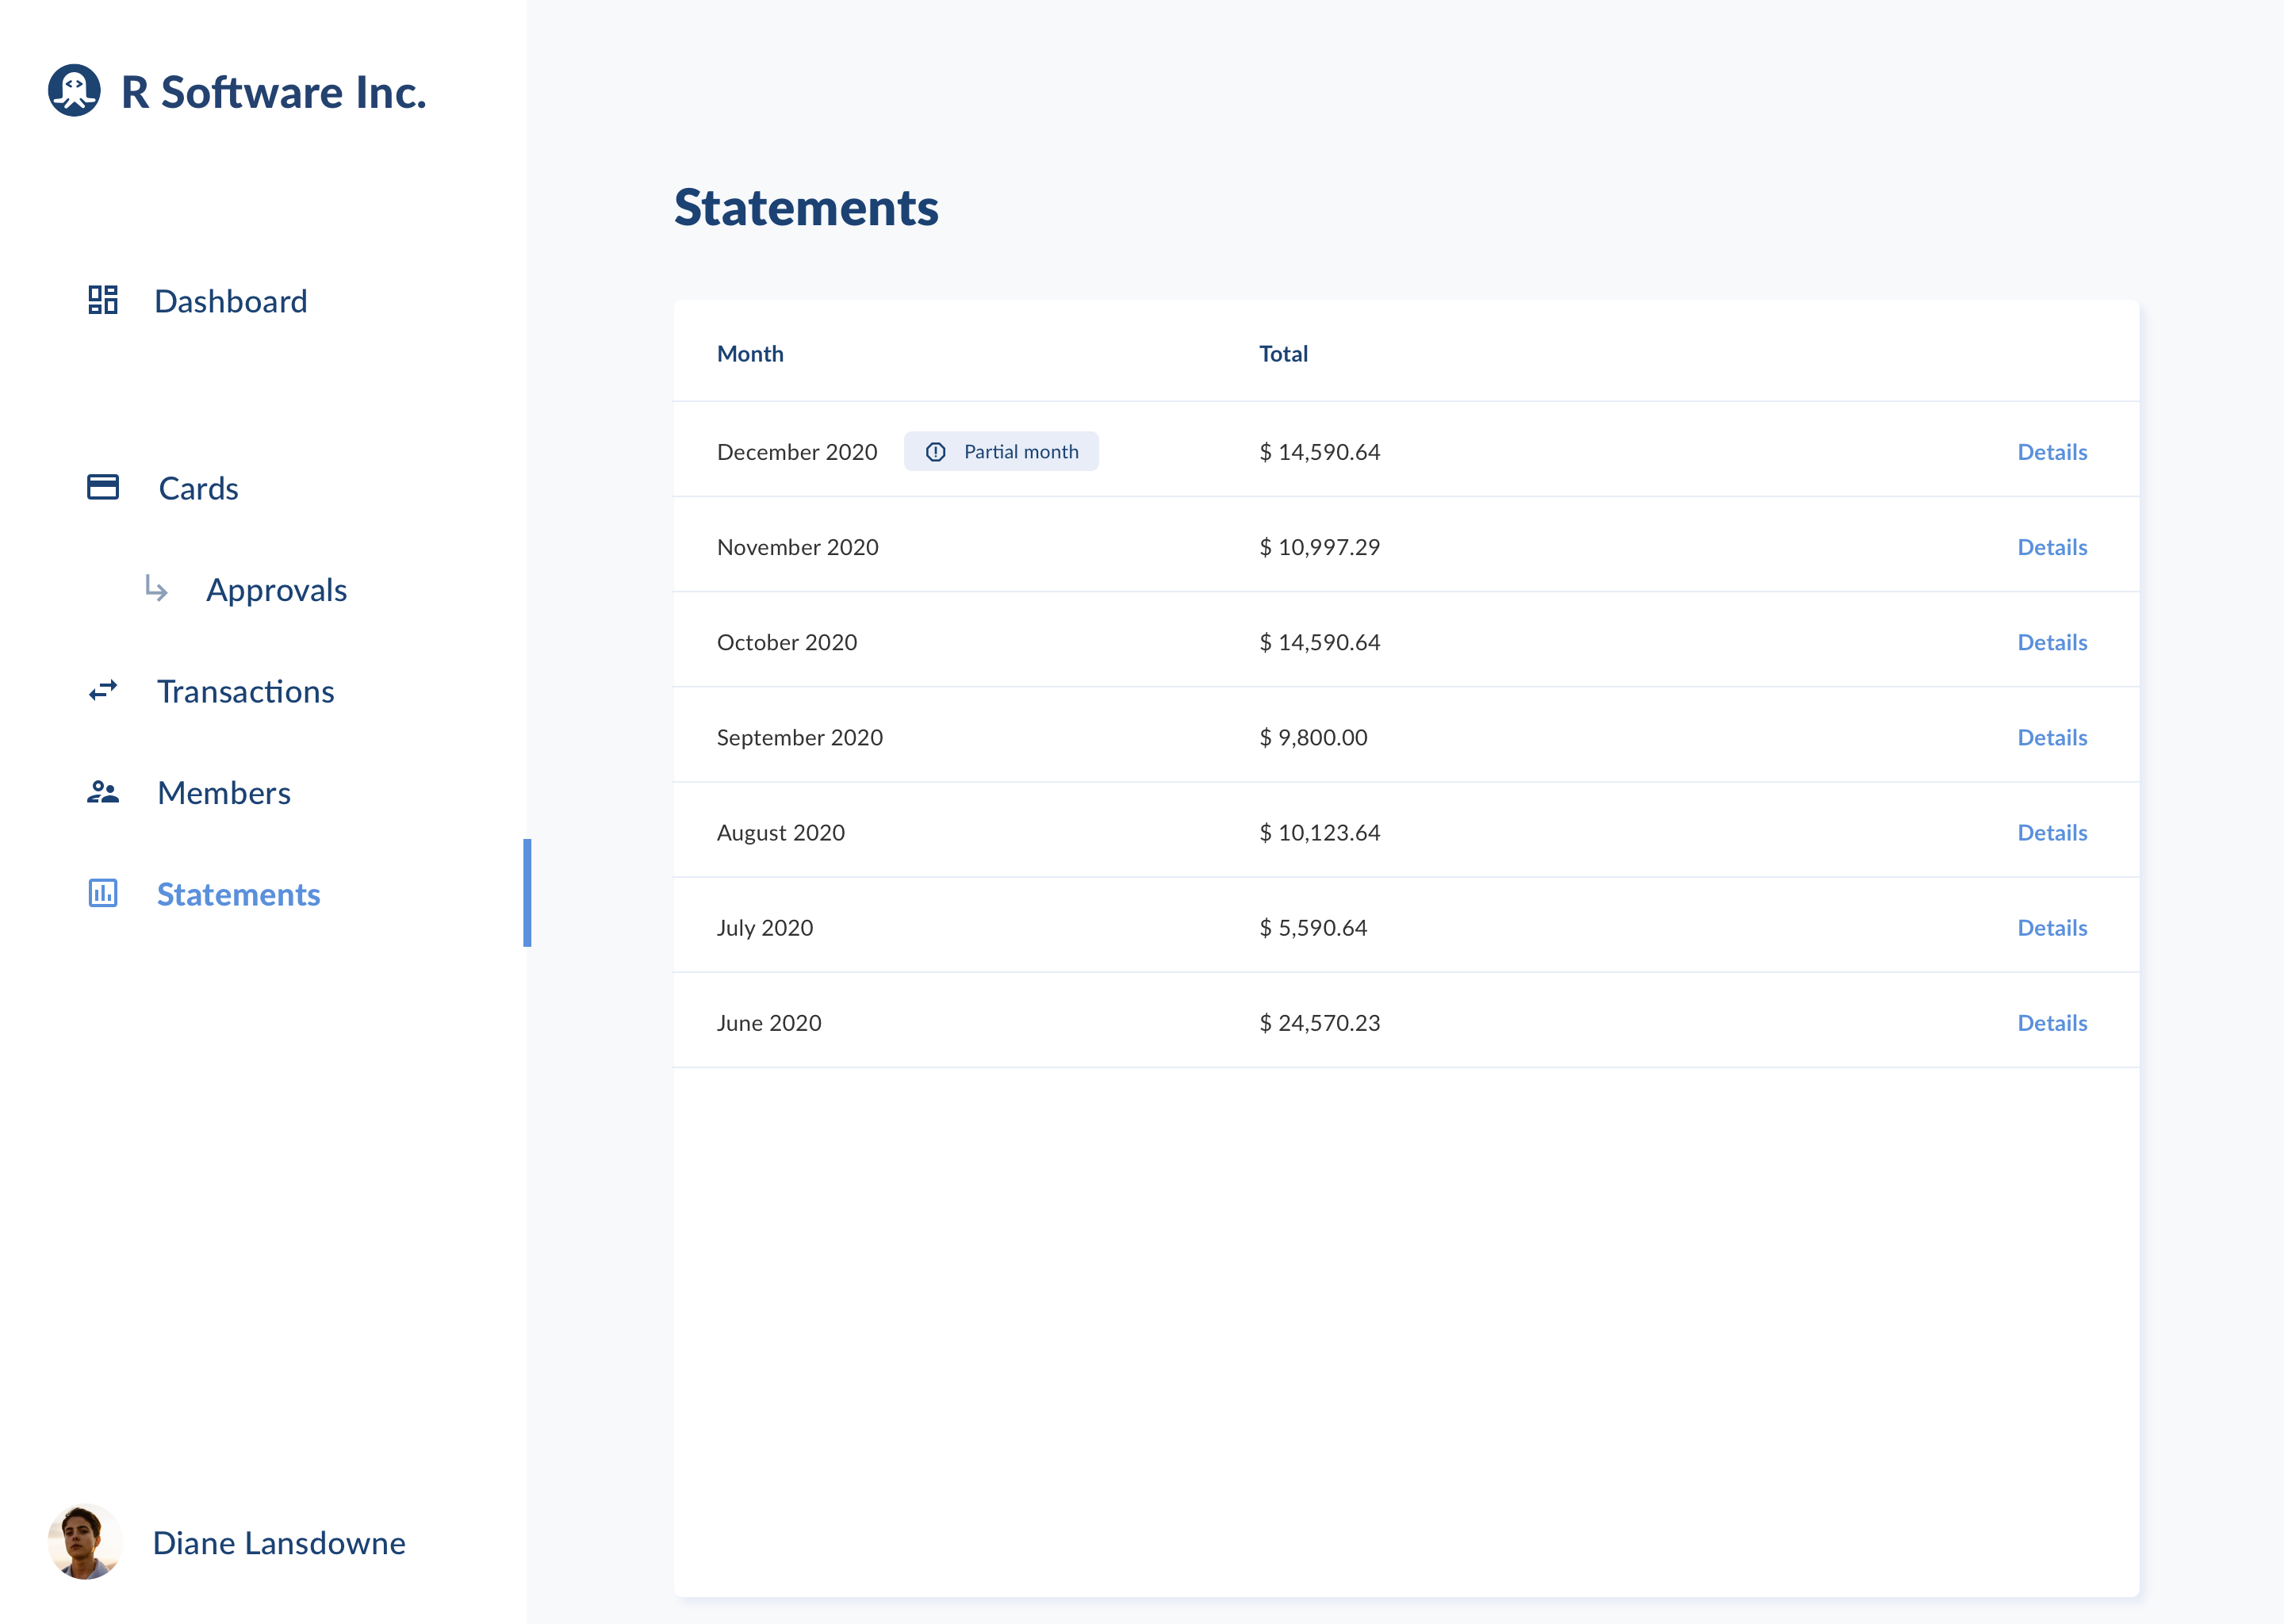 R Software Inc.
Dashboard
Cards
Approvals
Transactions
Members
Statements
Diane Lansdowne
Statements
Month Total
December 2020 Partial month $ 14,590.64 Details
November 2020 $ 10,997.29 Details
October 2020 $ 14,590.64 Details
September 2020 $ 9,800.00 Details
August 2020 $ 10,123.64 Details
July 2020 $ 5,590.64 Details
June 2020 $ 24,570.23 Details